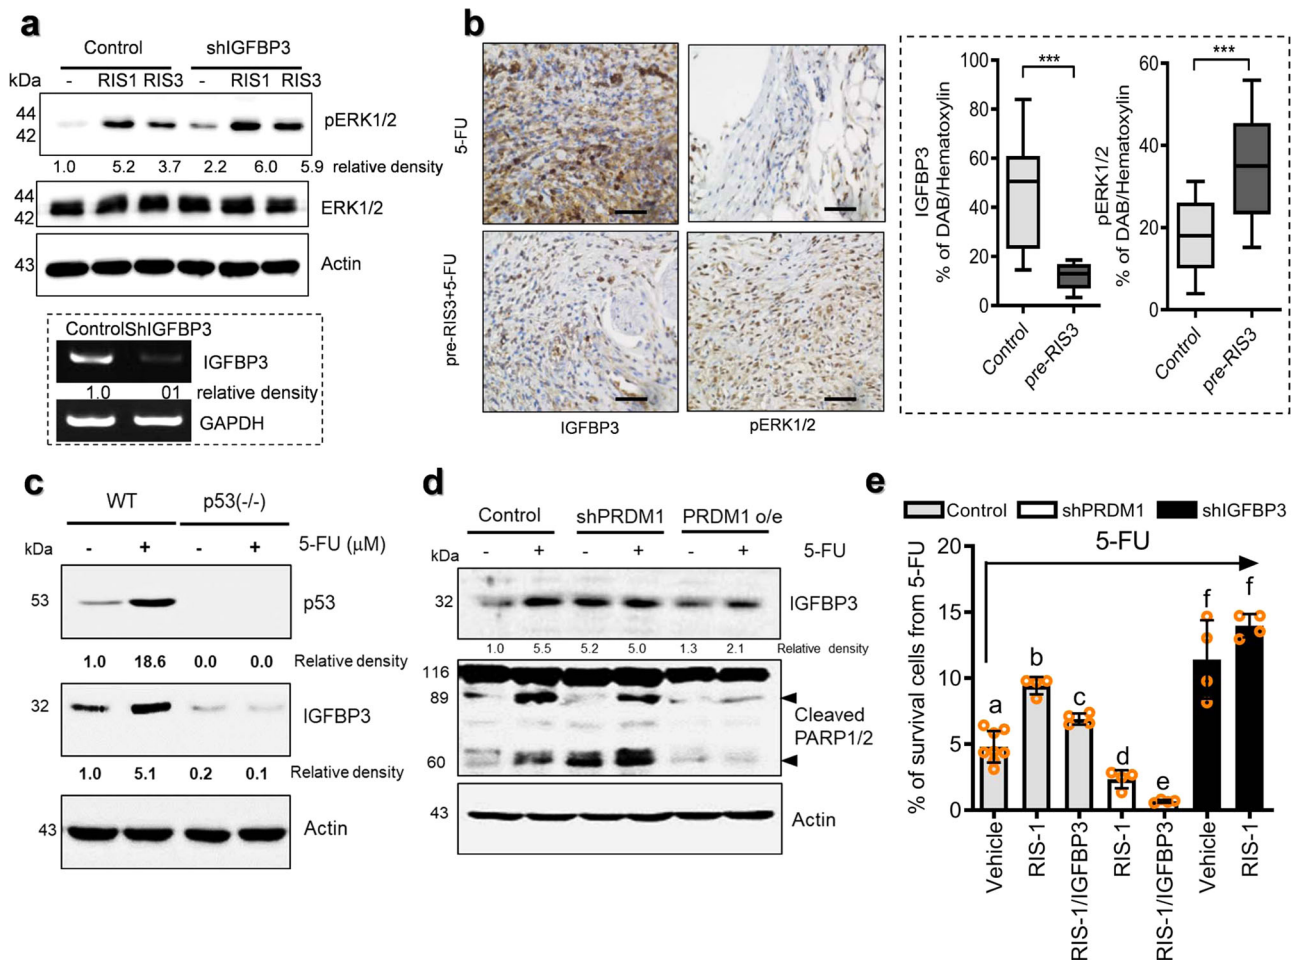 a
Control shIGFBP3
kDa - RIS1 RIS3 - RIS1 RIS3
44
42
pERK1/2
1.0 5.2 3.7 2.2 6.0 5.9 relative density
44
42
ERK1/2
43 Actin
ControlShIGFBP3
IGFBP3
1.0 01 relative density
GAPDH
b
5-FU
pre-RIS3+5-FU
IGFBP3 pERK1/2
IGFBP3
% of DAB/Hematoxylin
100
80
60
40
20
0
***
Control
pre-RIS3
pERK1/2
% of DAB/Hematoxylin
60
40
20
0
***
Control
pre-RIS3
c
WT p53(-/-)
kDa - + - + 5-FU (µM)
53 p53
1.0 18.6 0.0 0.0 Relative density
32 IGFBP3
1.0 5.1 0.2 0.1 Relative density
43 Actin
d
Control shPRDM1 PRDM1 o/e
kDa - + - + - + 5-FU
32 IGFBP3
1.0 5.5 5.2 5.0 1.3 2.1 Relative density
116
89
60
Cleaved
PARP1/2
43 Actin
e
Control shPRDM1 shIGFBP3
5-FU
% of survival cells from 5-FU
20
15
10
5
0
a b c d e f f
Vehicle
RIS-1
RIS-1/IGFBP3
RIS-1
RIS-1/IGFBP3
Vehicle
RIS-1